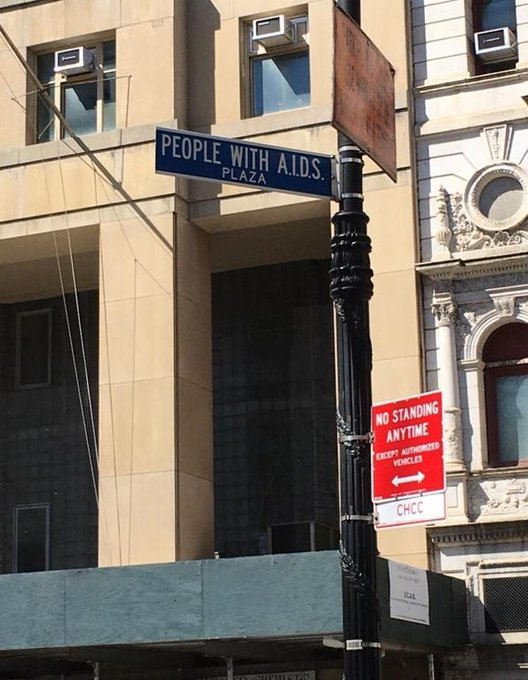 PEOPLE WITH A.I.D.S.
PLAZA
NO STANDING
ANYTIME
EXCEPT AUTHORIZED
VEHICLES
CHCC